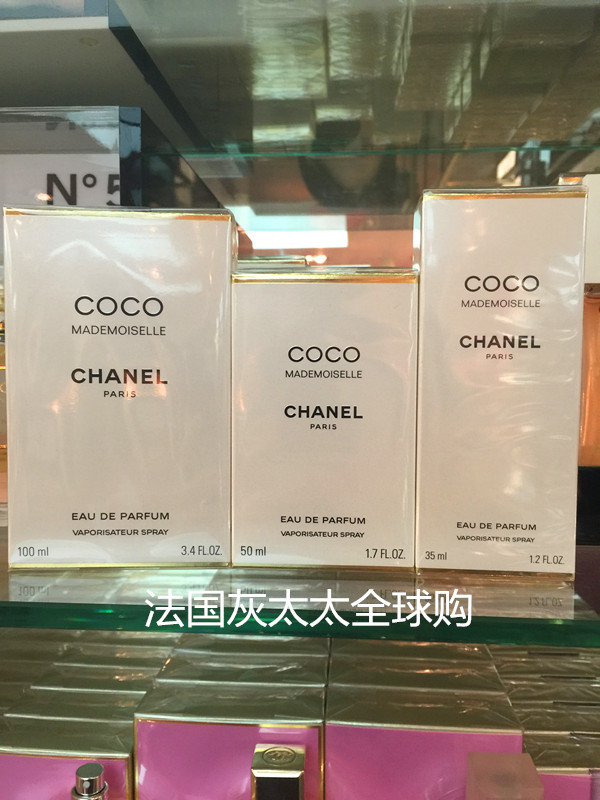 N°5
COCO
MADEMOISELLE
CHANEL
PARIS
EAU DE PARFUM
VAPORISATEUR SPRAY
100 ml 3.4 FL.OZ.
COCO
MADEMOISELLE
CHANEL
PARIS
EAU DE PARFUM
VAPORISATEUR SPRAY
50 ml 1.7 FL.OZ.
COCO
MADEMOISELLE
CHANEL
PARIS
EAU DE PARFUM
VAPORISATEUR SPRAY
35 ml 1.2 FL.OZ.
法国灰太太全球购